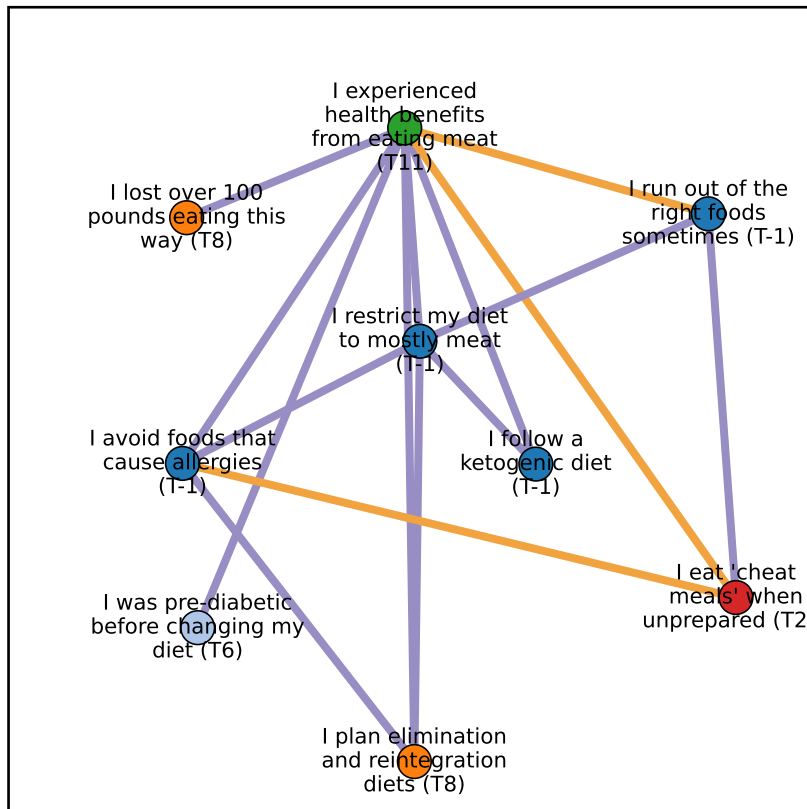 I experienced
health benefits
from eating meat
(T11)
I lost over 100
pounds eating this
way (T8)
I run out of the
right foods
sometimes (T-1)
I restrict my diet
to mostly meat
(T-1)
I avoid foods that
cause allergies
(T-1)
I follow a
ketogenic diet
(T-1)
I eat 'cheat
meals' when
unprepared (T2
I was pre-diabetic
before changing my
diet (T6)
I plan elimination
and reintegration
diets (T8)